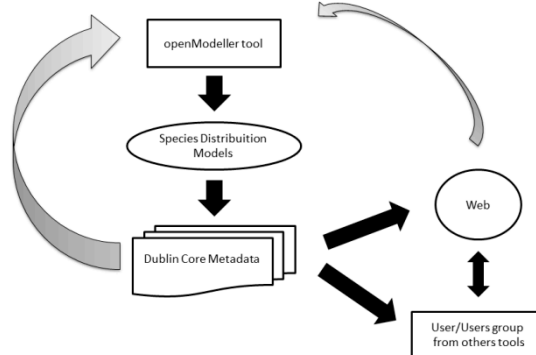 openModeller tool
Species Distribuition
Models
Dublin Core Metadata
Web
User/Users group
from others tools